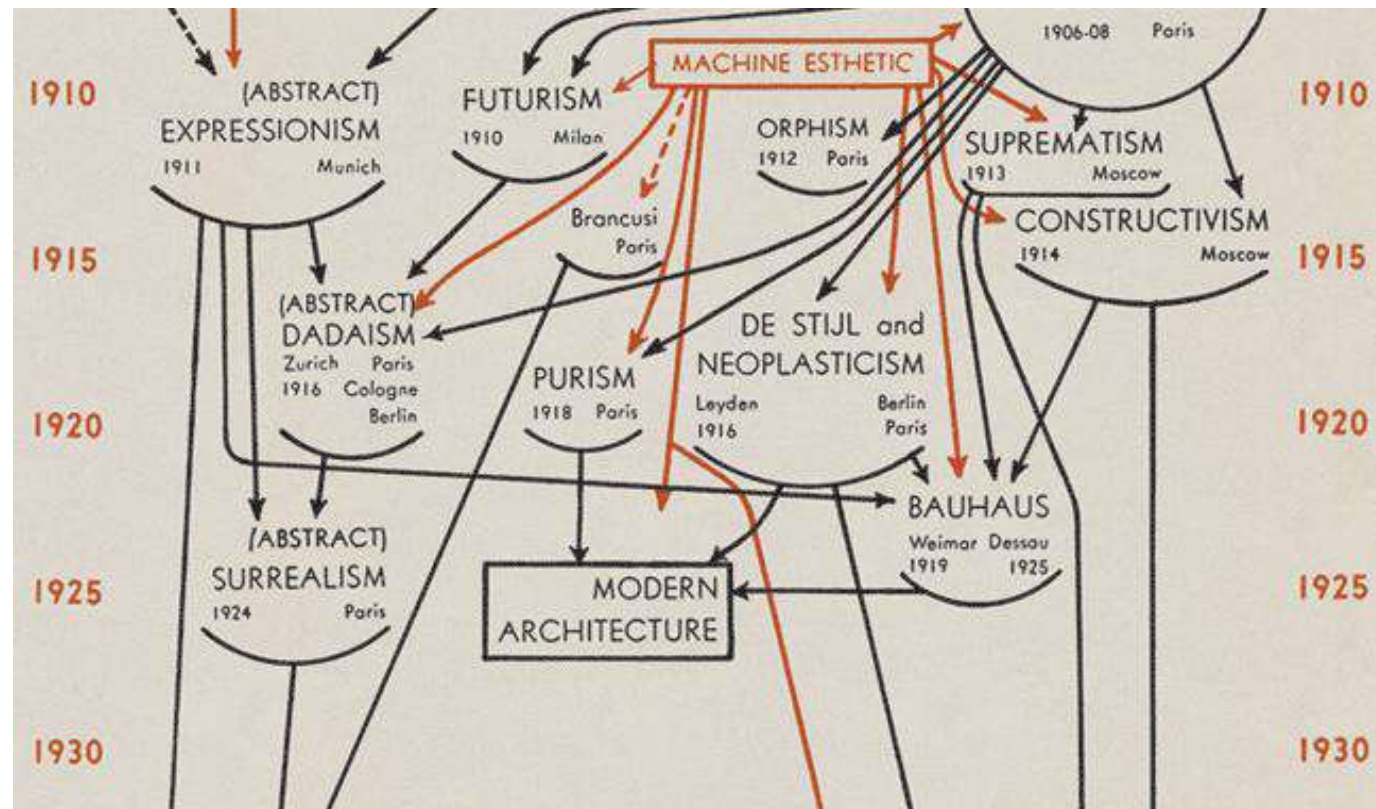 1906-08 Paris
MACHINE ESTHETIC
1910
(ABSTRACT)
EXPRESSIONISM
1911 Munich
FUTURISM
1910 Milan
ORPHISM
1912 Paris
SUPREMATISM
1913 Moscow
1910
Brancusi
Paris
CONSTRUCTIVISM
1914 Moscow
1915
1915
(ABSTRACT)
DADAISM
Zurich Paris
1916 Cologne
Berlin
PURISM
1918 Paris
DE STIJL and
NEOPLASTICISM
Leyden Berlin
1916 Paris
1920
1920
BAUHAUS
Weimar Dessau
1919 1925
(ABSTRACT)
SURREALISM
1924 Paris
MODERN
ARCHITECTURE
1925
1925
1930
1930